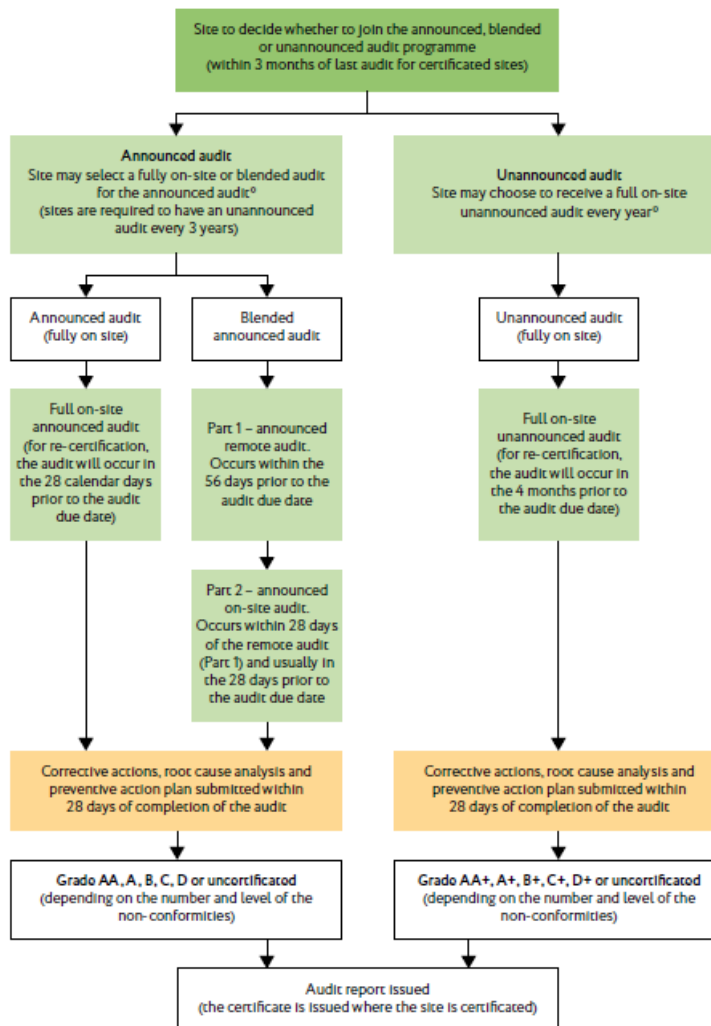 Site to decide whether to join the announced, blended
or unannounced audit programme
(within 3 months of last audit for certificated sites)
Announced audit
Site may select a fully on-site or blended audit
for the announced audit°
(sites are required to have an unannounced
audit every 3 years)
Unannounced audit
Site may choose to receive a full on-site
unannounced audit every year°
Announced audit
(fully on site)
Blended
announced audit
Unannounced audit
(fully on site)
Full on-site
announced audit
(for re-certification,
the audit will occur in
the 28 calendar days
prior to the audit
due date)
Part 1 – announced
remote audit.
Occurs within the
56 days prior to the
audit due date
Full on-site
unannounced audit
(for re-certification,
the audit will occur in
the 4 months prior to
the audit due date)
Part 2 – announced
on-site audit.
Occurs within 28 days
of the remote audit
(Part 1) and usually in
the 28 days prior to
the audit due date
Corrective actions, root cause analysis and
preventive action plan submitted within
28 days of completion of the audit
Corrective actions, root cause analysis and
preventive action plan submitted within
28 days of completion of the audit
Grade AA, A, B, C, D or uncertificated
(depending on the number and level of the
non-conformities)
Grade AA+, A+, B+, C+, D+ or uncertificated
(depending on the number and level of the
non-conformities)
Audit report issued
(the certificate is issued where the site is certificated)